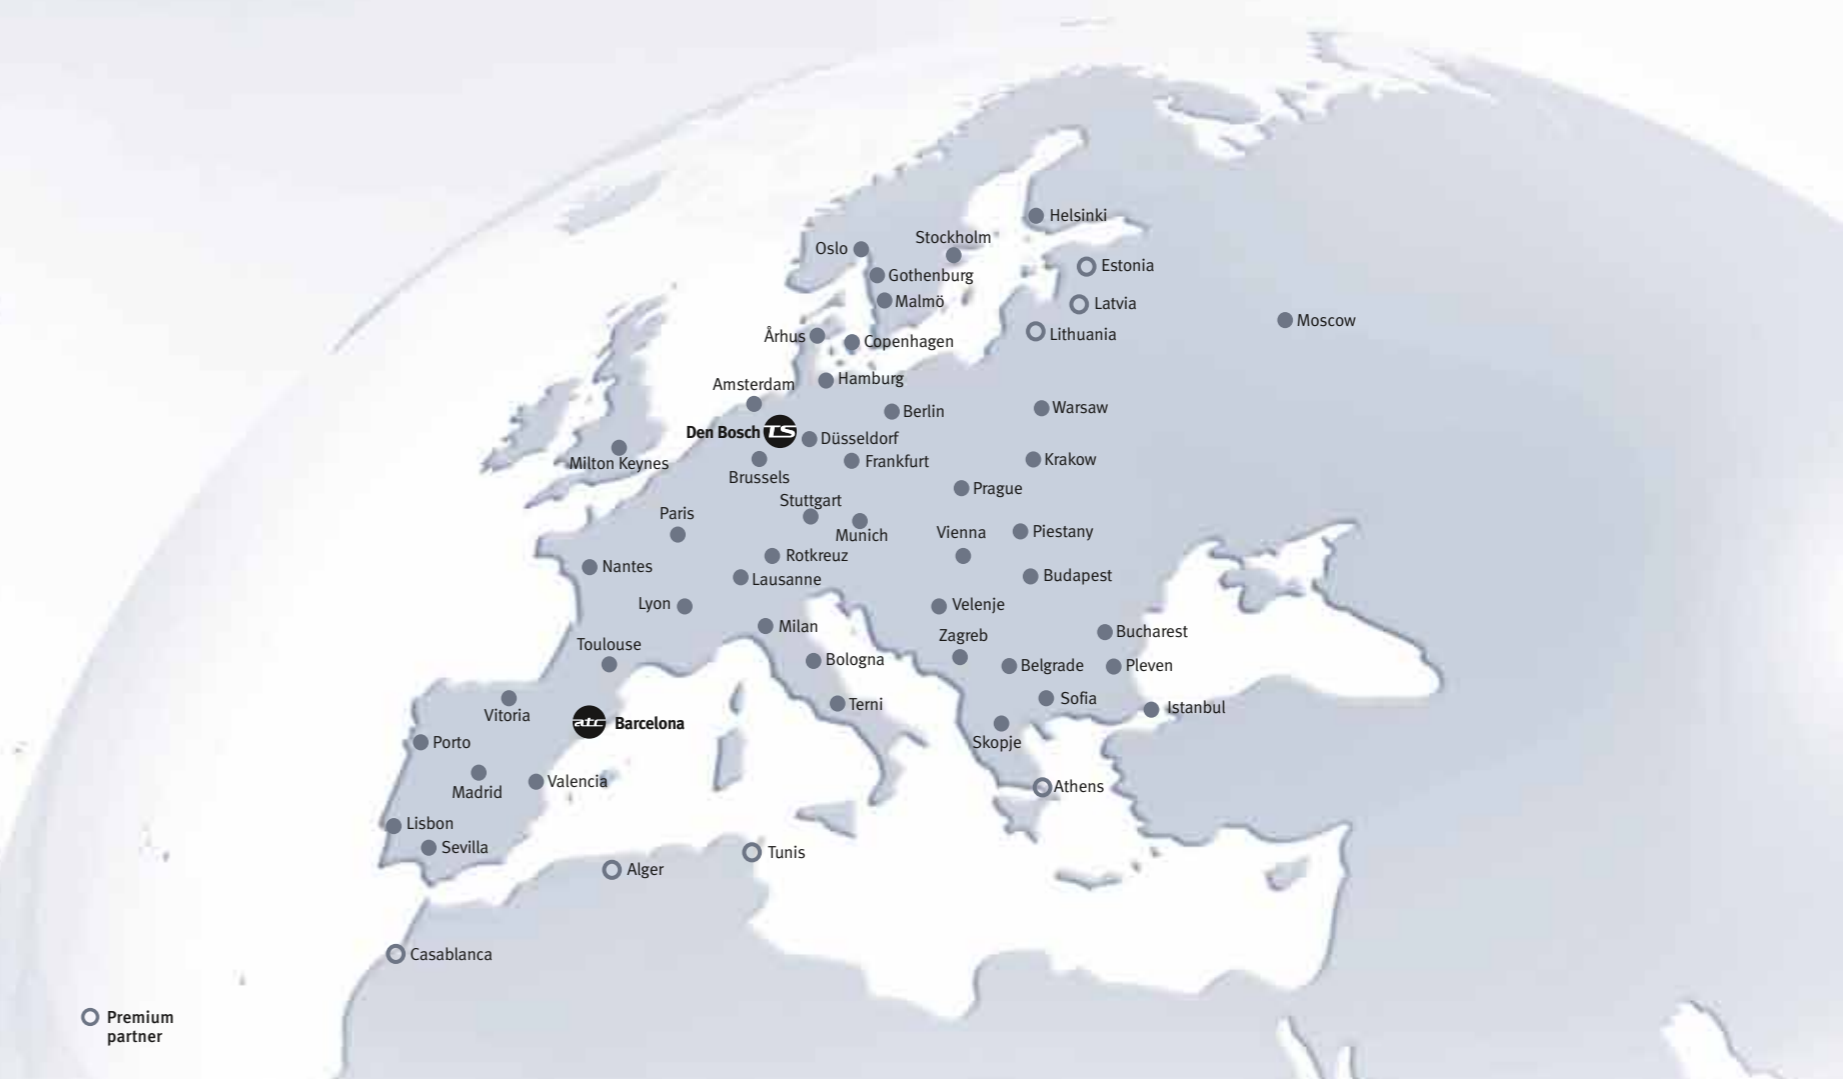 Helsinki
Stockholm
Oslo
Estonia
Gothenburg
Malmö
Latvia
Moscow
Lithuania
Århus
Copenhagen
Hamburg
Amsterdam
Warsaw
Berlin
Den Bosch TS
Düsseldorf
Krakow
Frankfurt
Milton Keynes
Brussels
Prague
Stuttgart
Paris
Piestany
Vienna
Munich
Rotkreuz
Nantes
Budapest
Lausanne
Lyon
Velenje
Milan
Bucharest
Zagreb
Toulouse
Bologna
Belgrade
Pleven
Sofia
Terni
Istanbul
Vitoria
atc Barcelona
Skopje
Porto
Valencia
Athens
Madrid
Lisbon
Sevilla
Tunis
Alger
Casablanca
Premium
partner